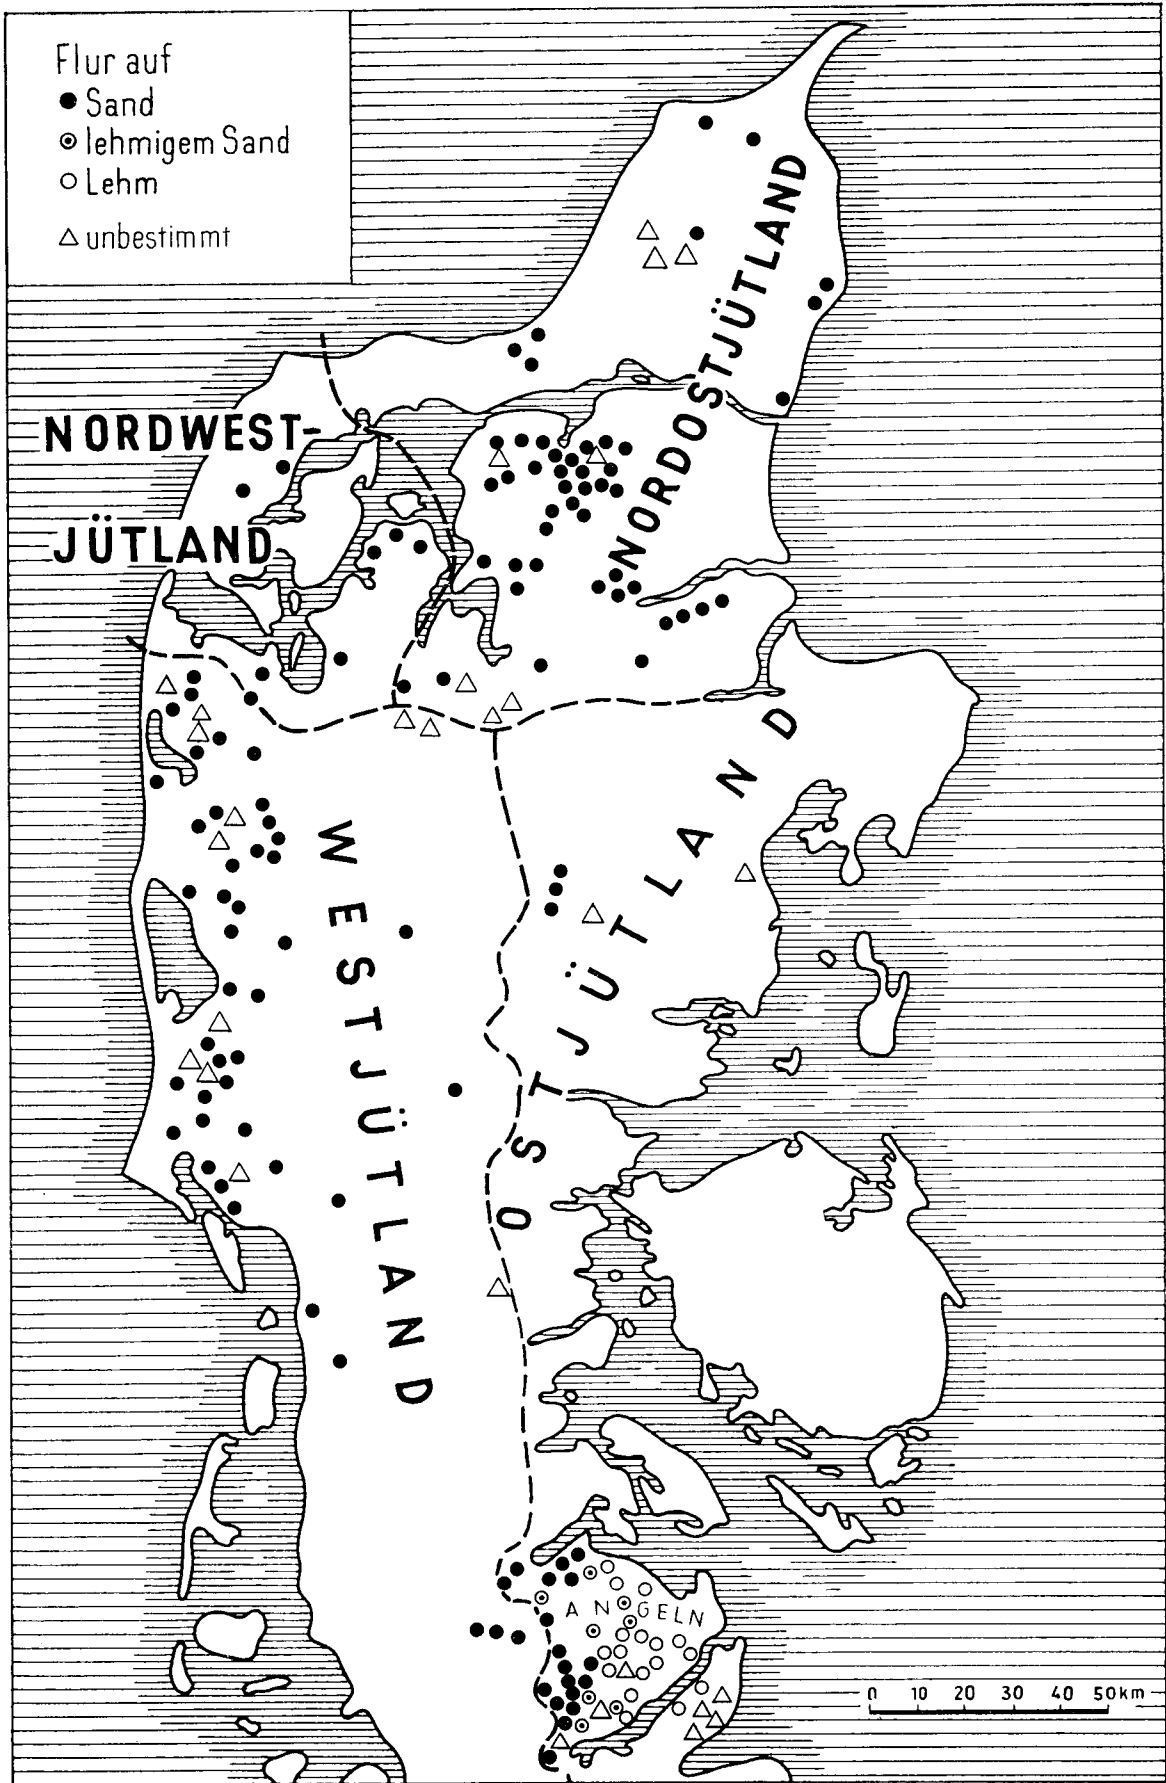 Flur auf
Sand
lehmigem Sand
Lehm
unbestimmt
NORDOSTJÜTLAND
NORDWEST-
JÜTLAND
WESTJÜTLAND
OSTJÜTLAND
ANGELN
0 10 20 30 40 50km